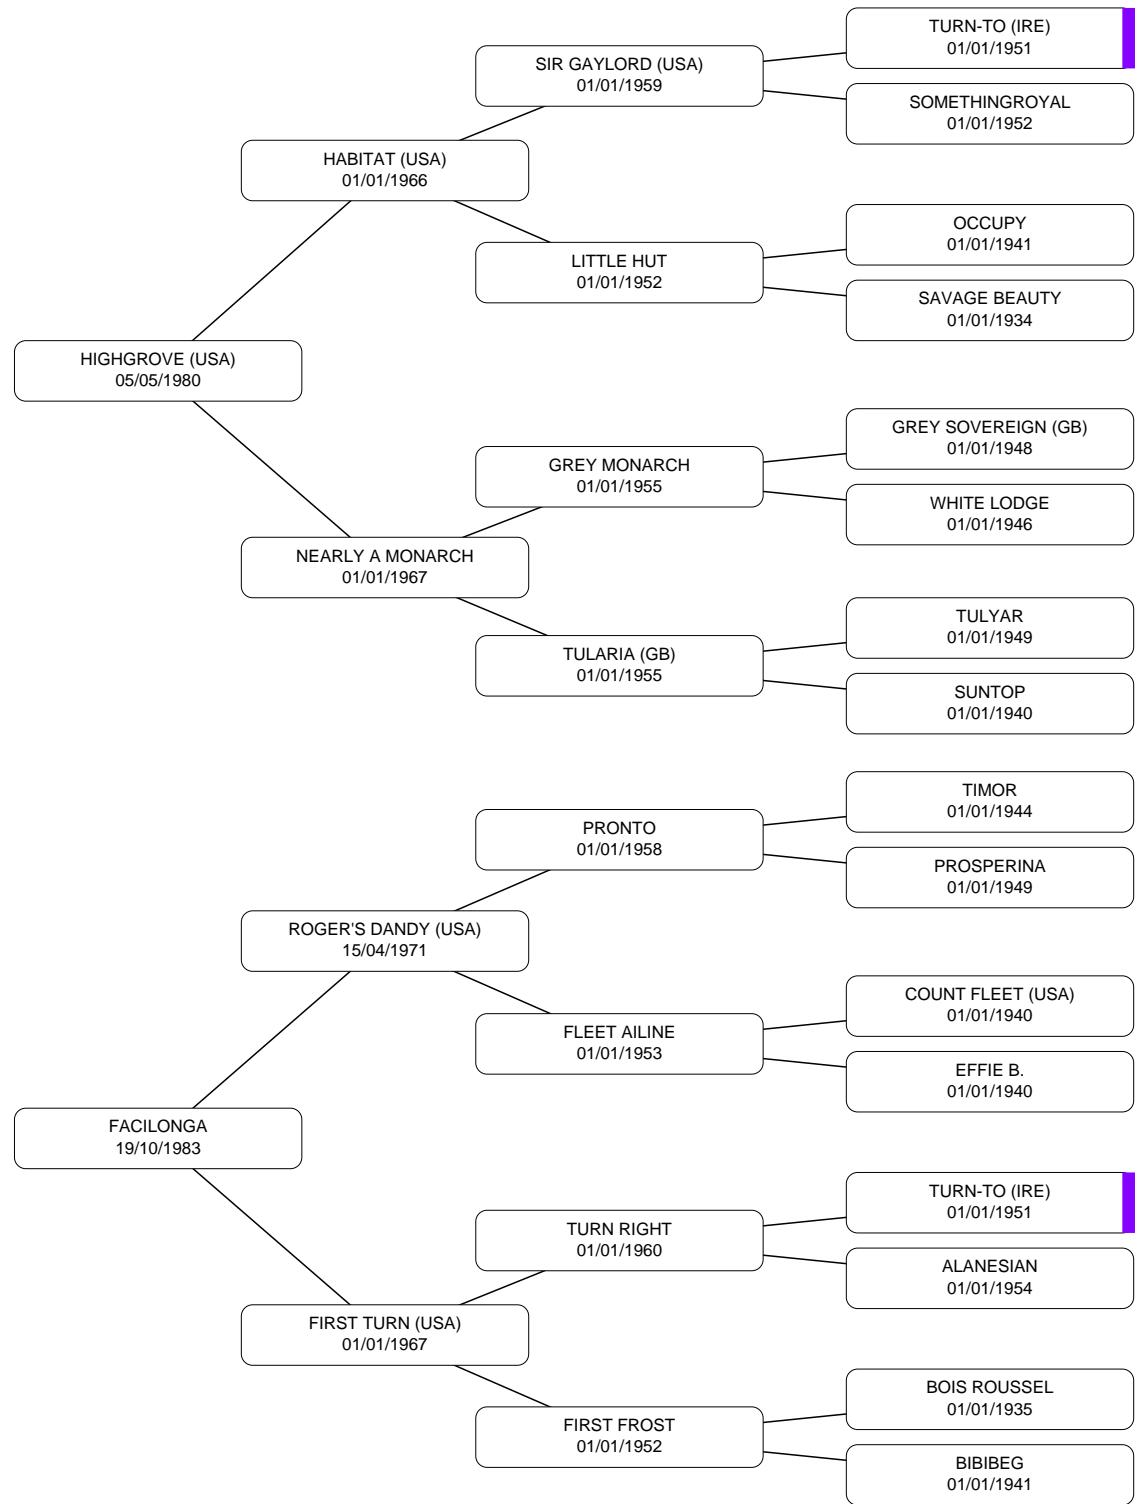 TURN-TO (IRE)
01/01/1951
SIR GAYLORD (USA)
01/01/1959
SOMETHINGROYAL
01/01/1952
HABITAT (USA)
01/01/1966
OCCUPY
01/01/1941
LITTLE HUT
01/01/1952
SAVAGE BEAUTY
01/01/1934
HIGHGROVE (USA)
05/05/1980
GREY SOVEREIGN (GB)
01/01/1948
GREY MONARCH
01/01/1955
WHITE LODGE
01/01/1946
NEARLY A MONARCH
01/01/1967
TULYAR
01/01/1949
TULARIA (GB)
01/01/1955
SUNTOP
01/01/1940
TIMOR
01/01/1944
PRONTO
01/01/1958
PROSPERINA
01/01/1949
ROGER'S DANDY (USA)
15/04/1971
COUNT FLEET (USA)
01/01/1940
FLEET AILINE
01/01/1953
EFFIE B.
01/01/1940
FACILONGA
19/10/1983
TURN-TO (IRE)
01/01/1951
TURN RIGHT
01/01/1960
ALANESIAN
01/01/1954
FIRST TURN (USA)
01/01/1967
BOIS ROUSSEL
01/01/1935
FIRST FROST
01/01/1952
BIBIBEG
01/01/1941